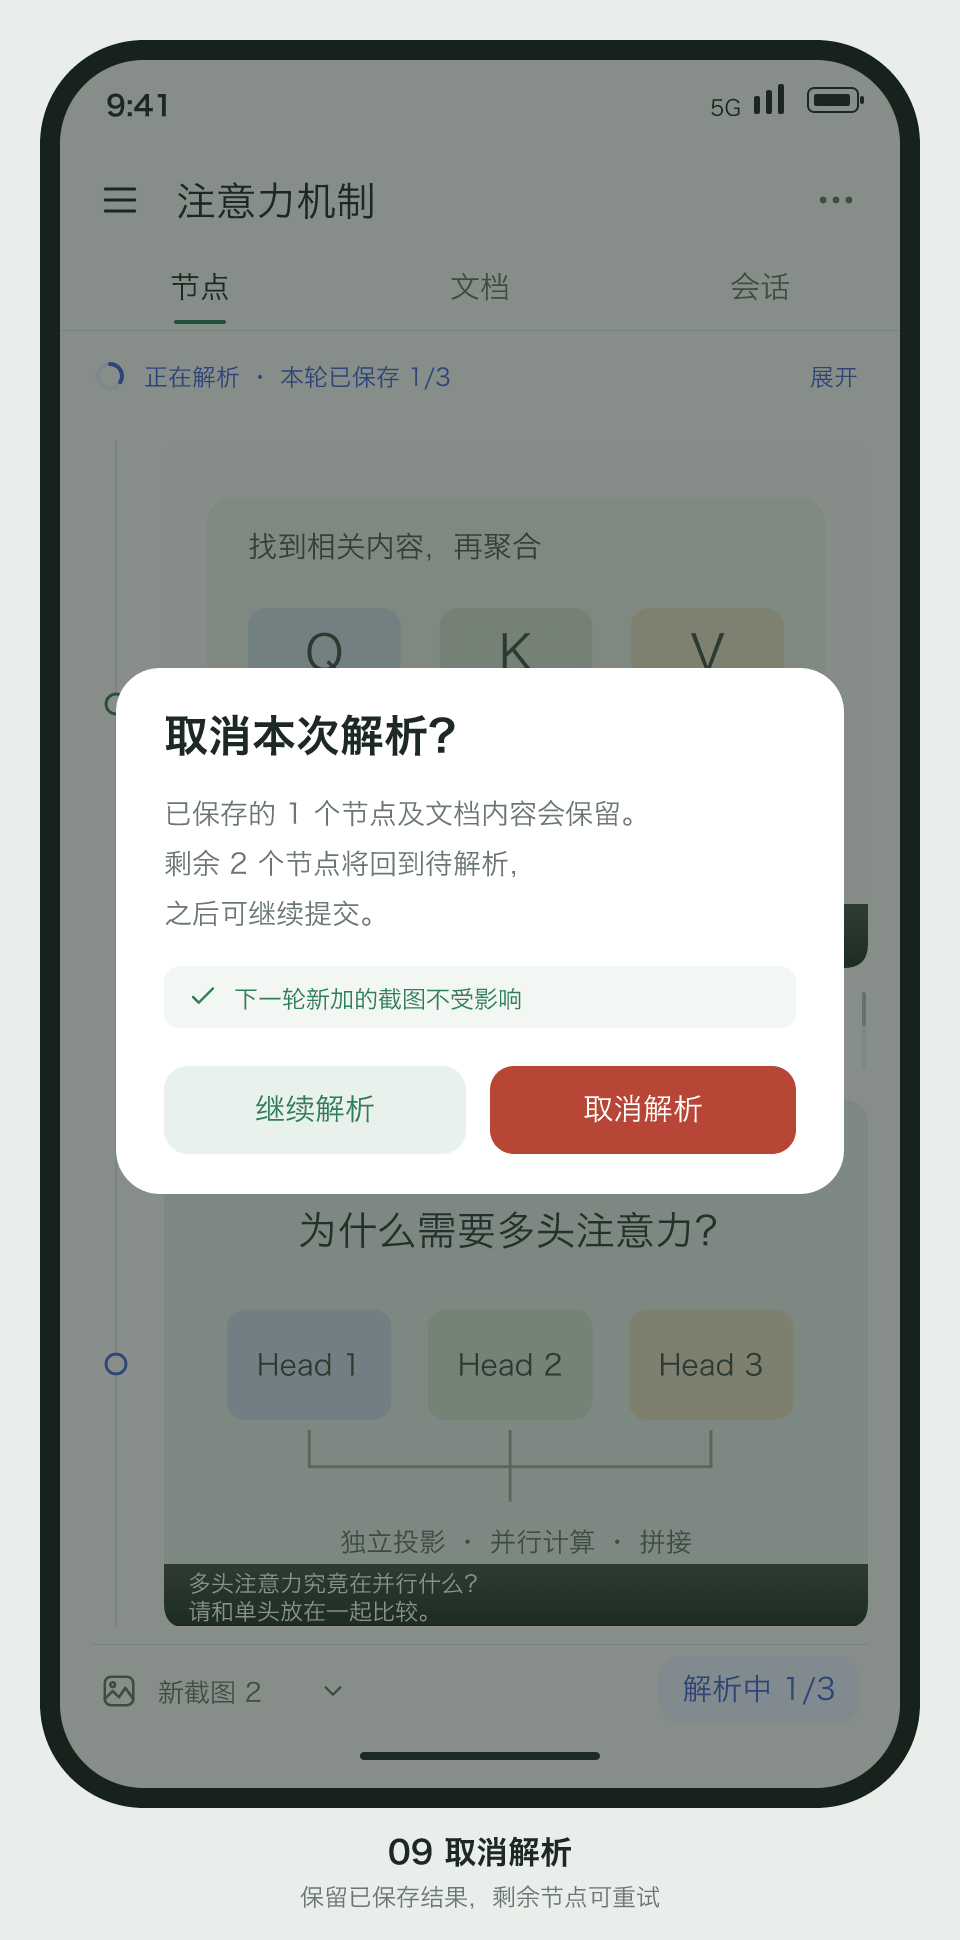 9:41
5G
注意力机制
节点
文档
会话
正在解析 · 本轮已保存 1/3
展开
找到相关内容，再聚合
Q
K
V
取消本次解析？
已保存的 1 个节点及文档内容会保留。
剩余 2 个节点将回到待解析，
之后可继续提交。
下一轮新加的截图不受影响
继续解析
取消解析
为什么需要多头注意力？
Head 1
Head 2
Head 3
独立投影 · 并行计算 · 拼接
多头注意力究竟在并行什么？
请和单头放在一起比较。
新截图 2
解析中 1/3
09 取消解析
保留已保存结果，剩余节点可重试